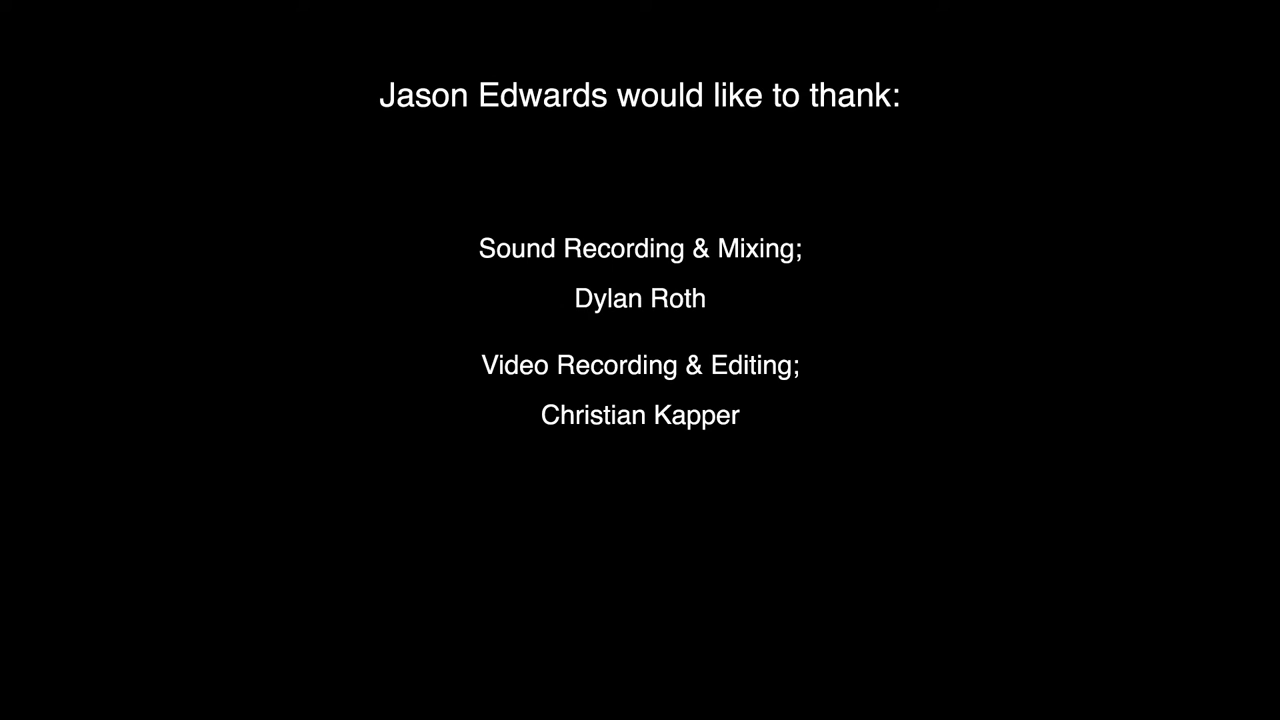 Jason Edwards would like to thank:
Sound Recording & Mixing;
Dylan Roth
Video Recording & Editing;
Christian Kapper